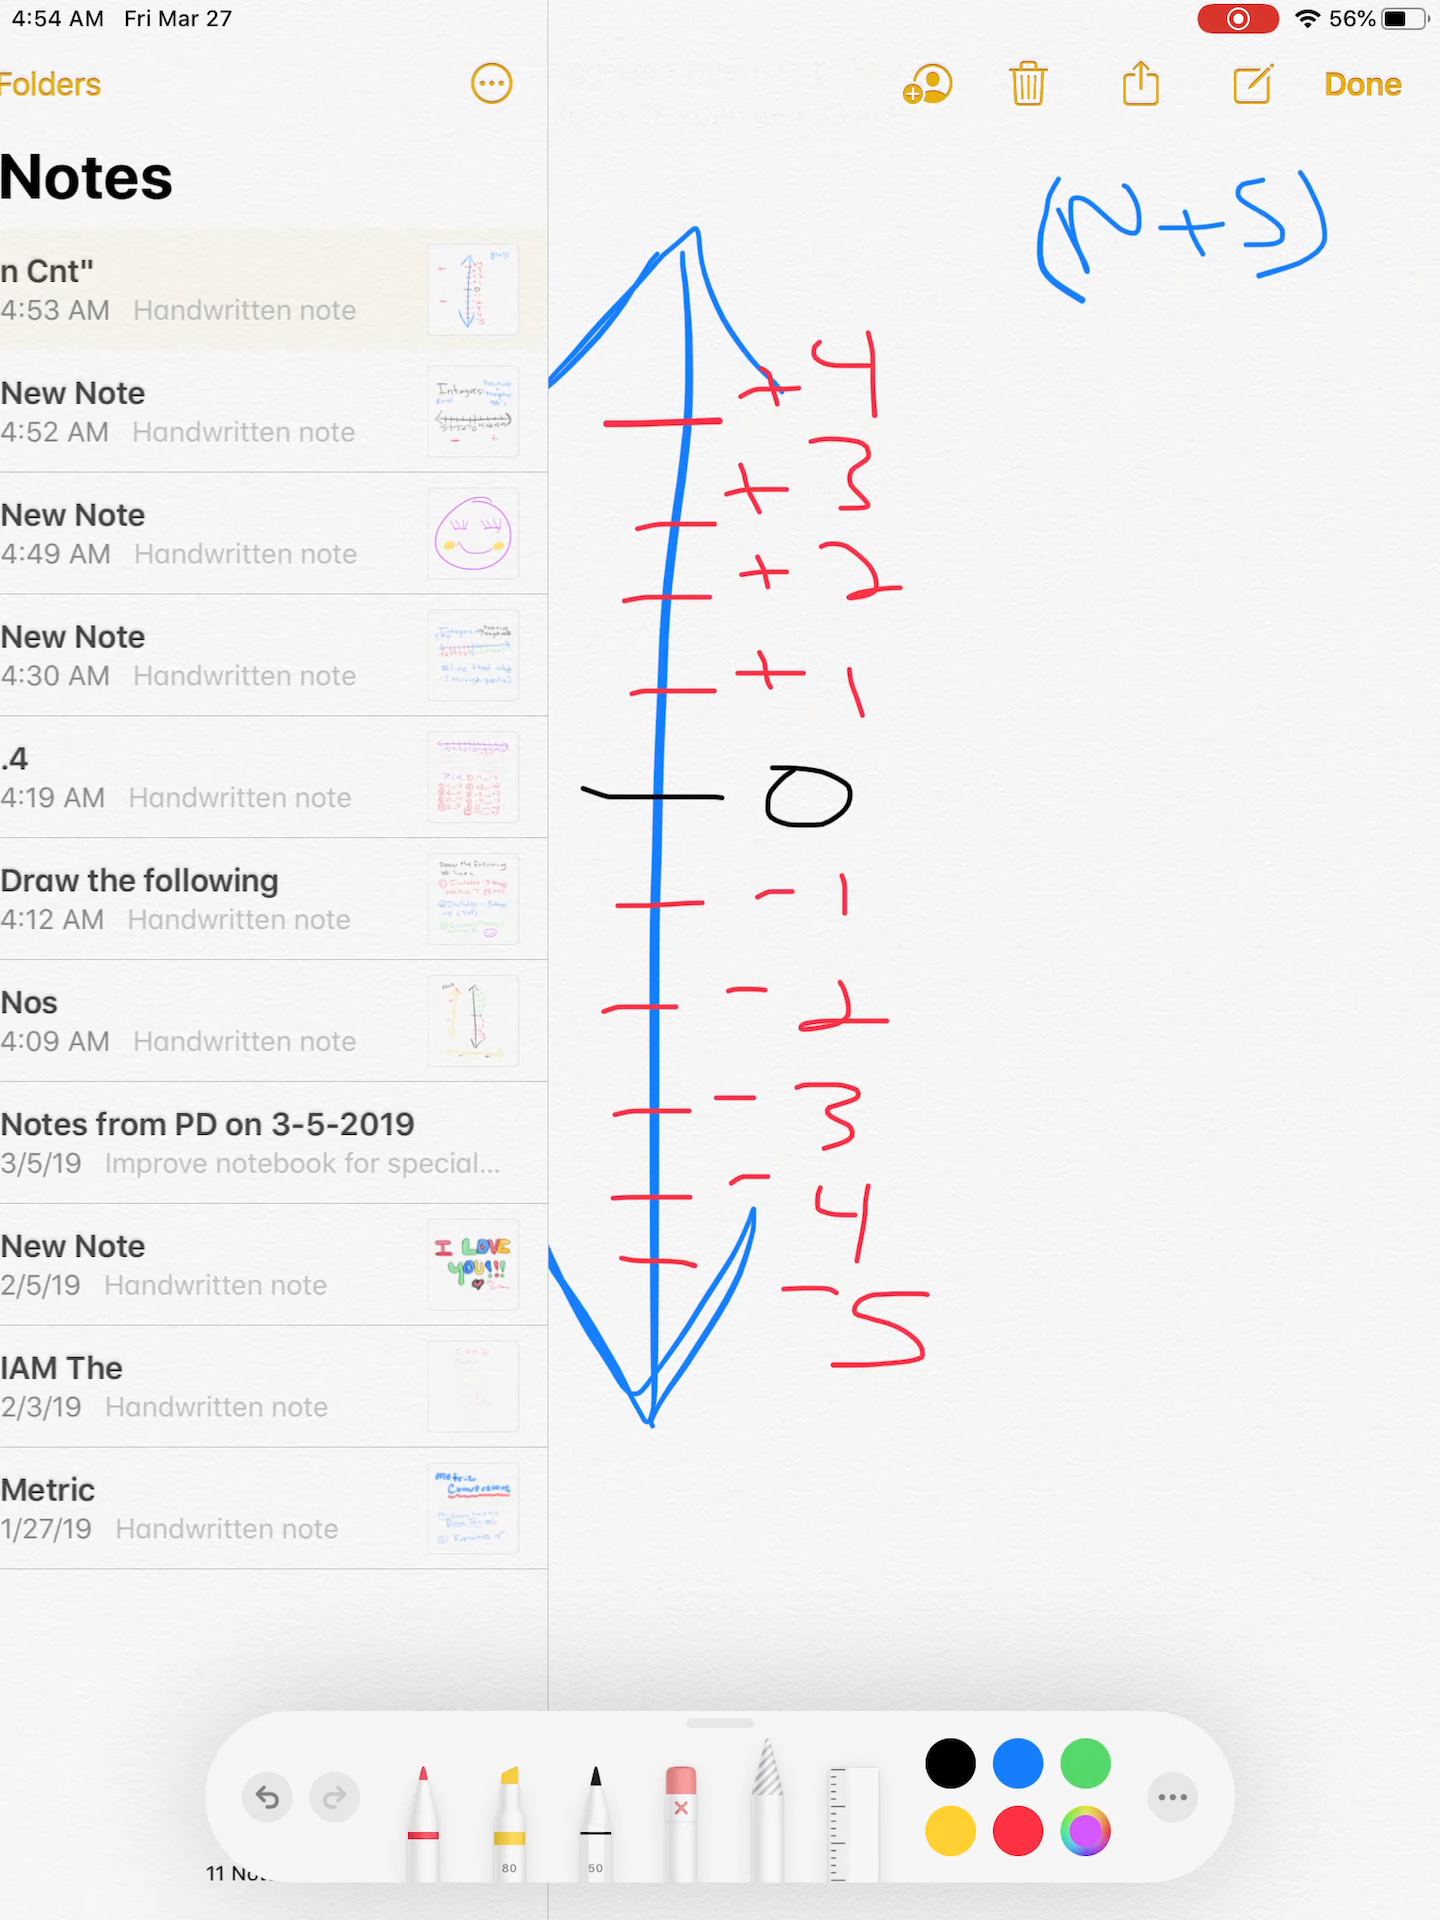 4:54 AM Fri Mar 27
56%
Folders
Done
Notes
n Cnt"
4:53 AM Handwritten note
New Note
4:52 AM Handwritten note
New Note
4:49 AM Handwritten note
New Note
4:30 AM Handwritten note
.4
4:19 AM Handwritten note
Draw the following
4:12 AM Handwritten note
Nos
4:09 AM Handwritten note
Notes from PD on 3-5-2019
3/5/19 Improve notebook for special...
New Note
2/5/19 Handwritten note
I LOVE
YOU!!!
IAM The
2/3/19 Handwritten note
Metric
1/27/19 Handwritten note
Metric
Conversions
(N+S)
+ 4
+ 3
+ 2
+ 1
0
- 1
- 2
- 3
- 4
- 5
80
50
11